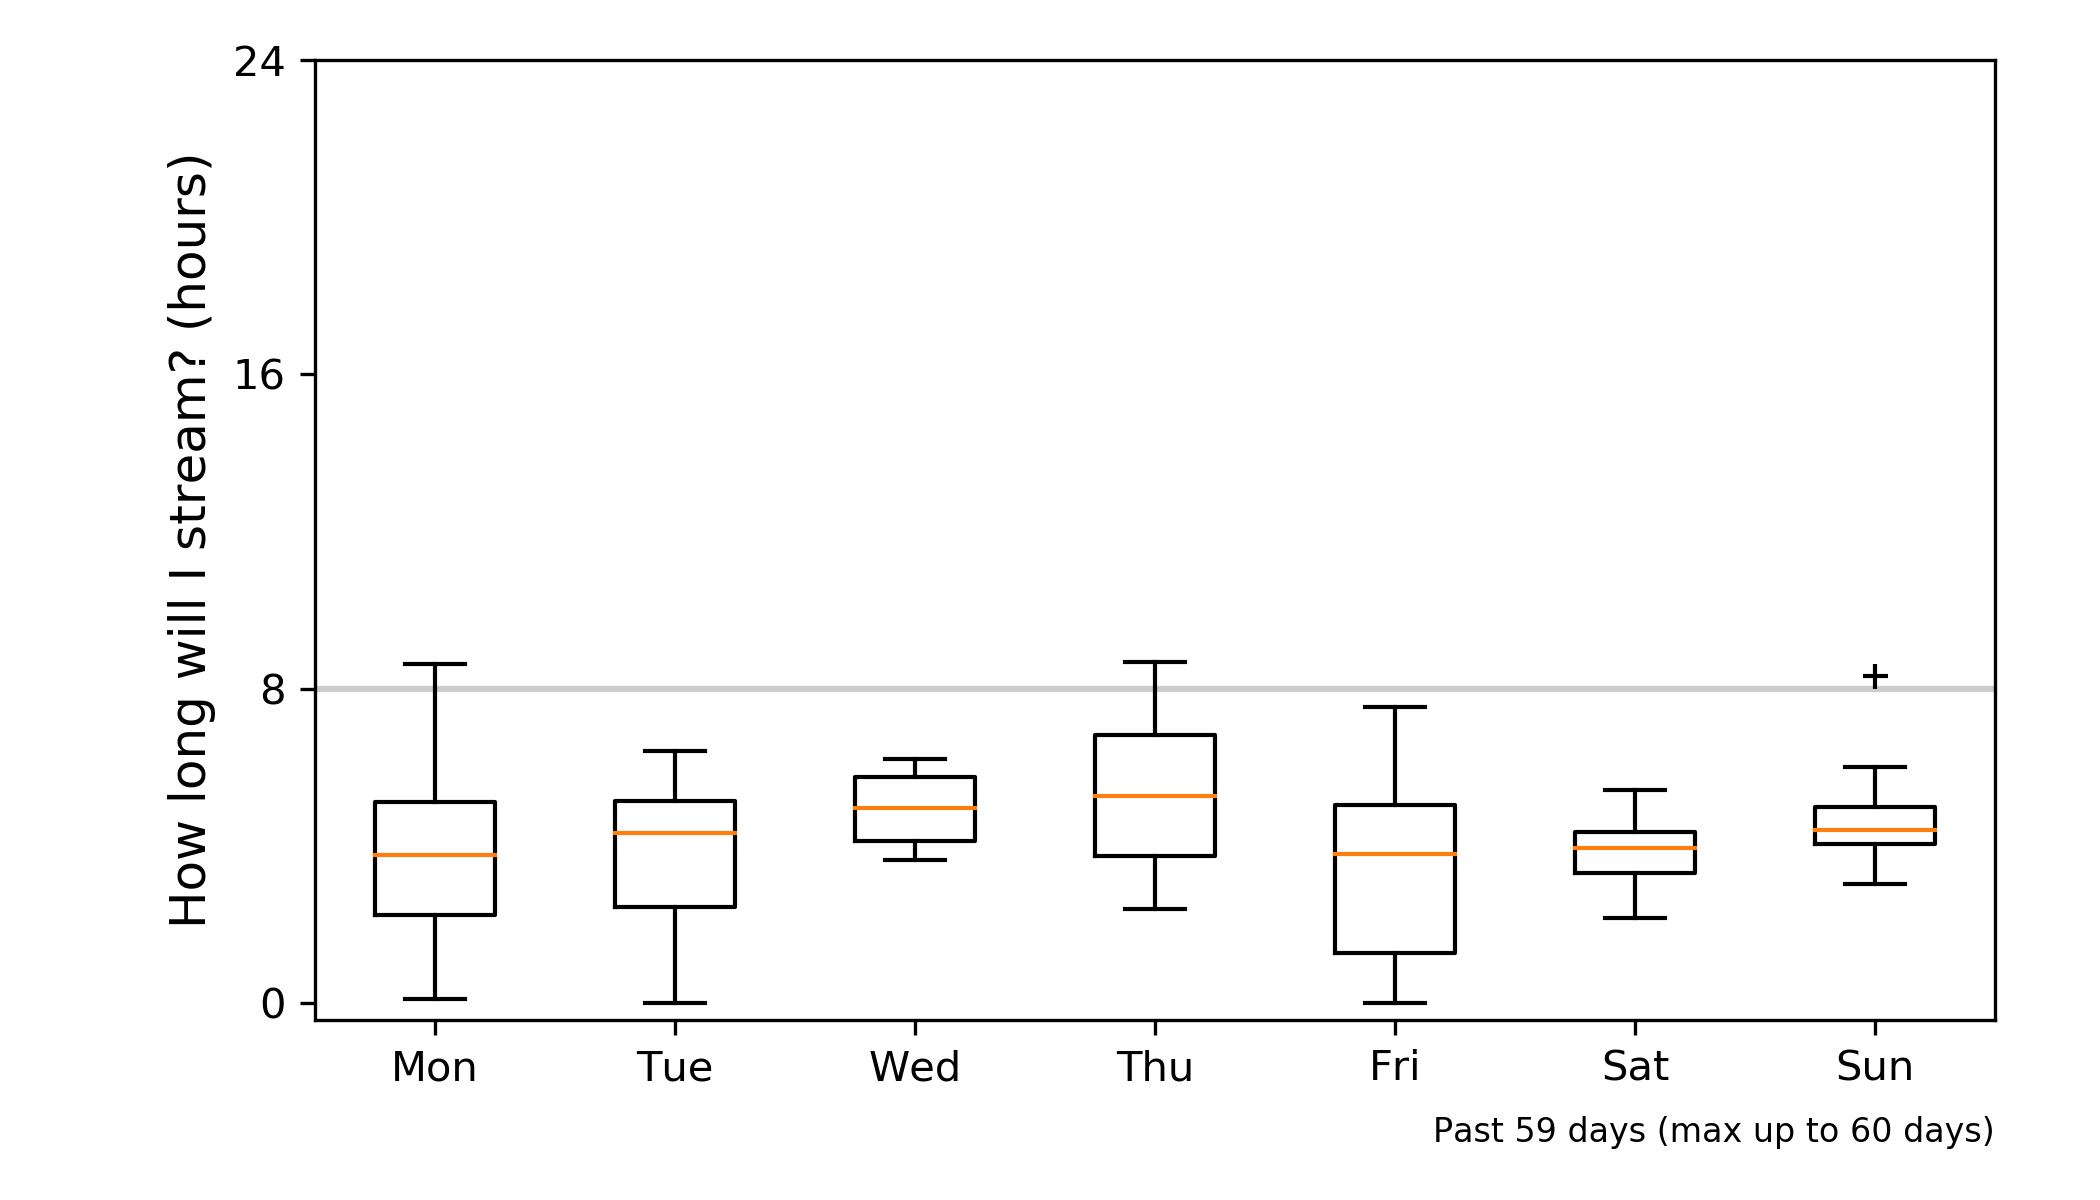 How long will I stream? (hours)
24
16
8
0
Mon Tue Wed Thu Fri Sat Sun
Past 59 days (max up to 60 days)